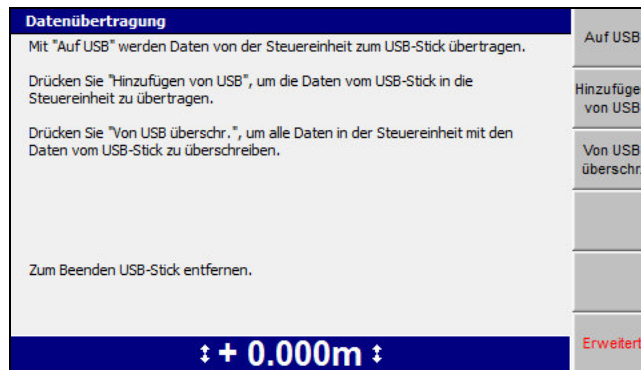 Datenübertragung
Mit "Auf USB" werden Daten von der Steuereinheit zum USB-Stick übertragen.
Drücken Sie "Hinzufügen von USB", um die Daten vom USB-Stick in die
Steuereinheit zu übertragen.
Drücken Sie "Von USB überschr.", um alle Daten in der Steuereinheit mit den
Daten vom USB-Stick zu überschreiben.
Zum Beenden USB-Stick entfernen.
↕ + 0.000m ↕
Auf USB
Hinzufügen
von USB
Von USB
überschr.
Erweitert